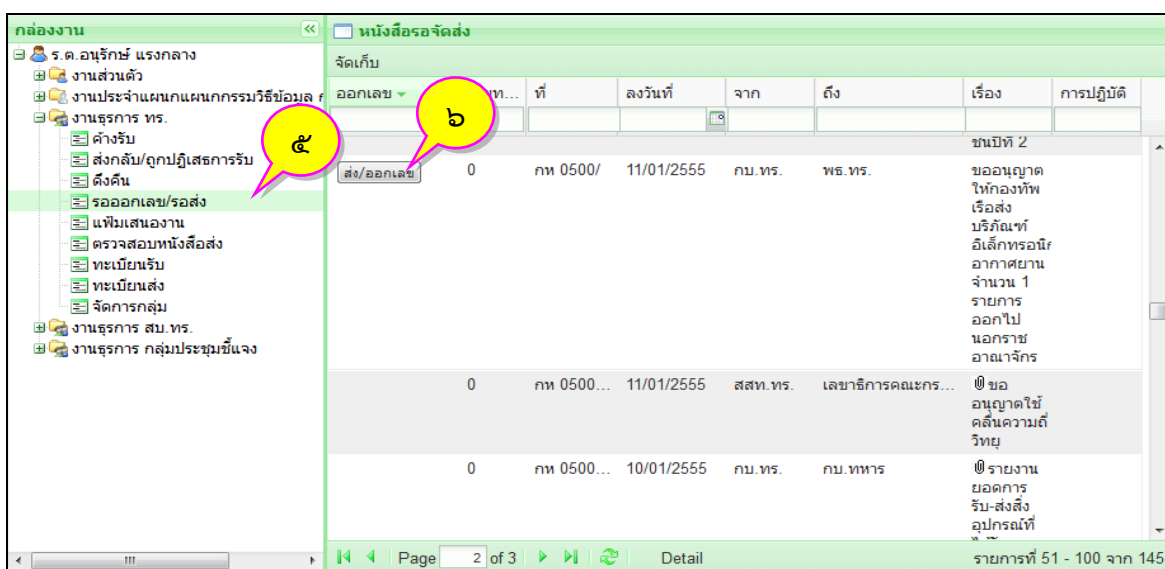 กล่องงาน
ร.ต.อนุรักษ์ แรงกลาง
งานส่วนตัว
งานประจำแผนกแผนกกรรมวิธีข้อมูล ก
งานธุรการ ทร.
ค้างรับ
ส่งกลับ/ถูกปฏิเสธการรับ
ดึงคืน
รอออกเลข/รอส่ง
แฟ้มเสนองาน
ตรวจสอบหนังสือส่ง
ทะเบียนรับ
ทะเบียนส่ง
จัดการกลุ่ม
งานธุรการ สบ.ทร.
งานธุรการ กลุ่มประชุมชี้แจง
๕
๖
หนังสือรอจัดส่ง
จัดเก็บ
ออกเลข ที่ ลงวันที่ จาก ถึง เรื่อง การปฏิบัติ
ชนปีที่ 2
ส่ง/ออกเลข 0 กห 0500/ 11/01/2555 กบ.ทร. พธ.ทร. ขออนุญาต
ให้กองทัพ
เรือส่ง
บริภัณฑ์
อิเล็กทรอนิก
อากาศยาน
จำนวน 1
รายการ
ออกไป
นอกราช
อาณาจักร
0 กห 0500... 11/01/2555 สสท.ทร. เลขาธิการคณะกร... ขอ
อนุญาตใช้
คลื่นความถี่
วิทยุ
0 กห 0500... 10/01/2555 กบ.ทร. กบ.ทหาร รายงาน
ยอดการ
รับ-ส่งสิ่ง
อุปกรณ์ที่
Page 2 of 3 Detail รายการที่ 51 - 100 จาก 145